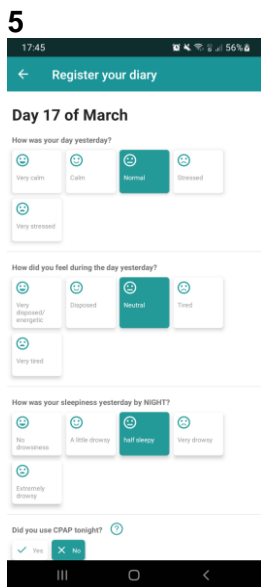 5
17:45 56%
Register your diary
Day 17 of March
How was your day yesterday?
Very calm Calm Normal Stressed
Very stressed
How did you feel during the day yesterday?
Very disposed/ energetic Disposed Neutral Tired
Very tired
How was your sleepiness yesterday by NIGHT?
No drowsiness A little drowsy half sleepy Very drowsy
Extremely drowsy
Did you use CPAP tonight? ?
Yes No